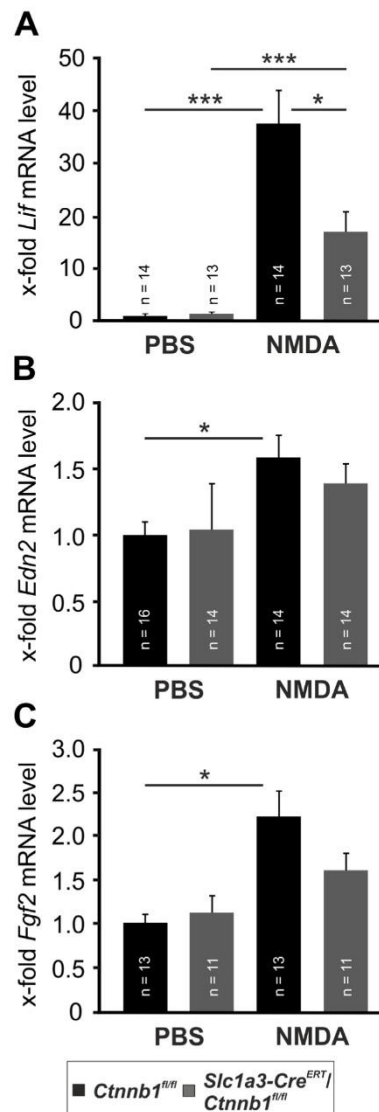 A
x-fold Lif mRNA level
50
40
30
20
10
0
***
*** *
n = 14
n = 13
n = 14
n = 13
PBS NMDA
B
x-fold Edn2 mRNA level
2.0
1.5
1.0
0.5
0
*
n = 16
n = 14
n = 14
n = 14
PBS NMDA
C
x-fold Fgf2 mRNA level
3.0
2.5
2.0
1.5
1.0
0.5
0
*
n = 13
n = 11
n = 13
n = 11
PBS NMDA
Ctnnb1fl/fl
Slc1a3-CreERT/
Ctnnb1fl/fl